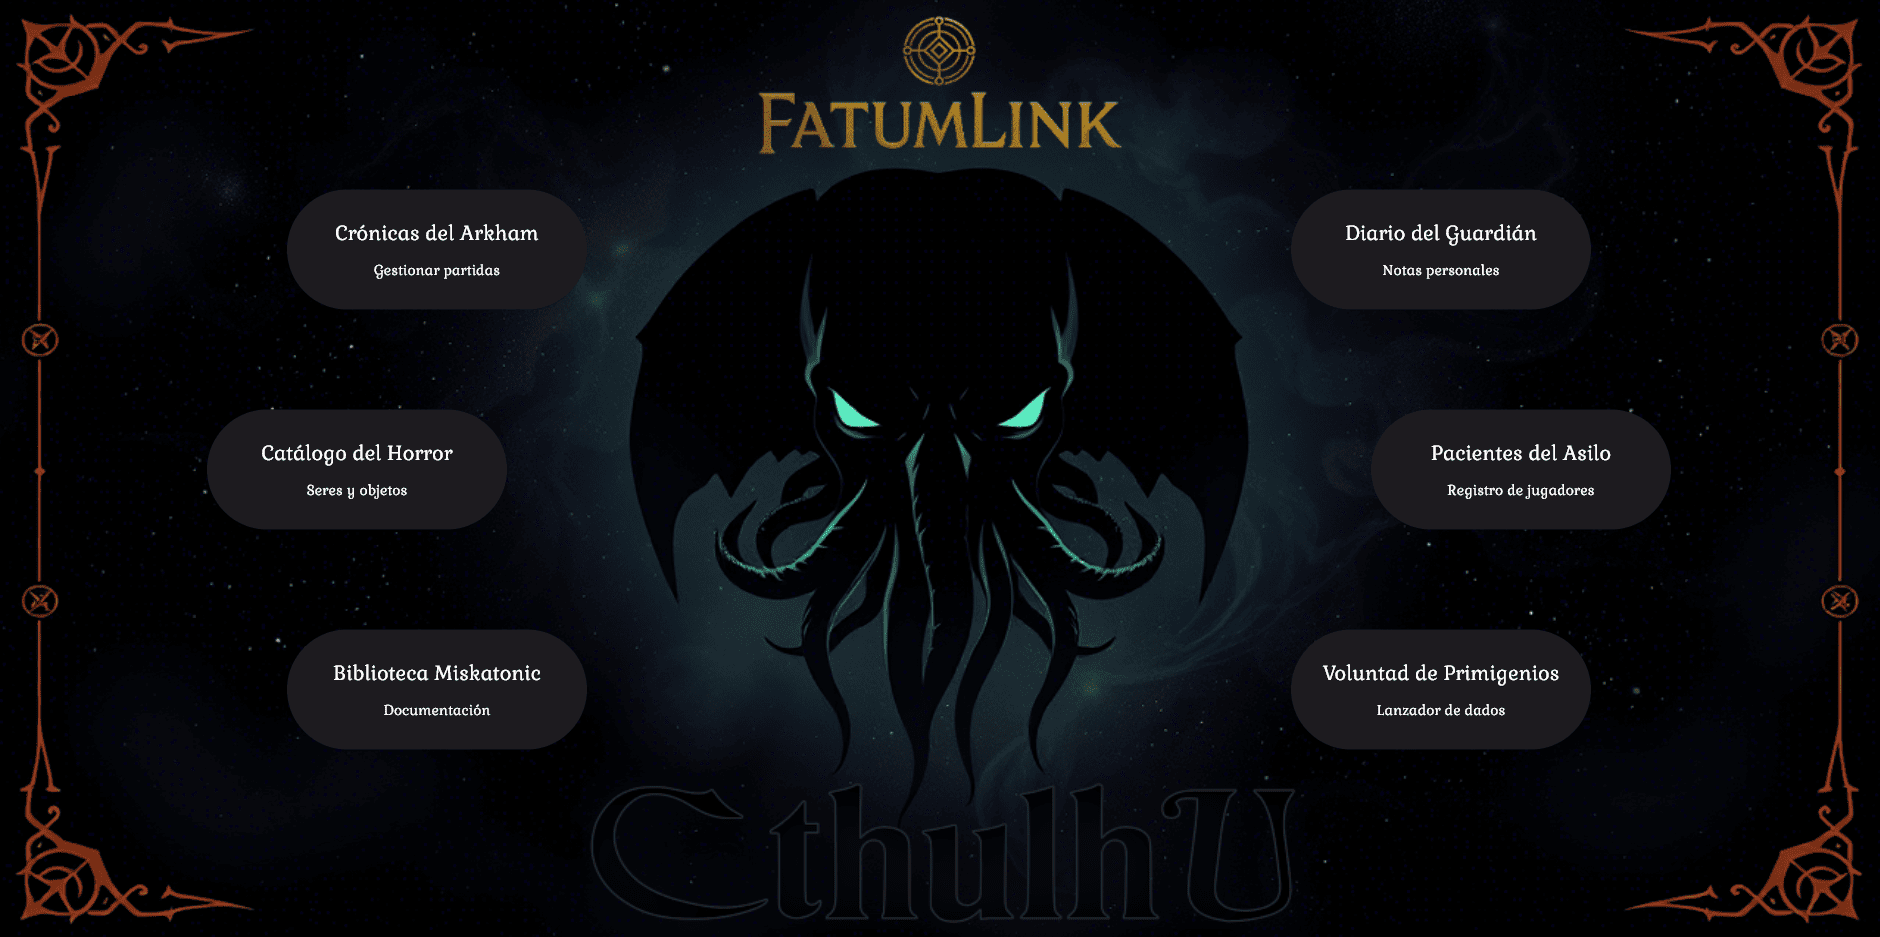 FATUMLINK
Crónicas del Arkham
Gestionar partidas
Diario del Guardián
Notas personales
Catálogo del Horror
Seres y objetos
Pacientes del Asilo
Registro de jugadores
Biblioteca Miskatonic
Documentación
Voluntad de Primigenios
Lanzador de dados
CthulhU